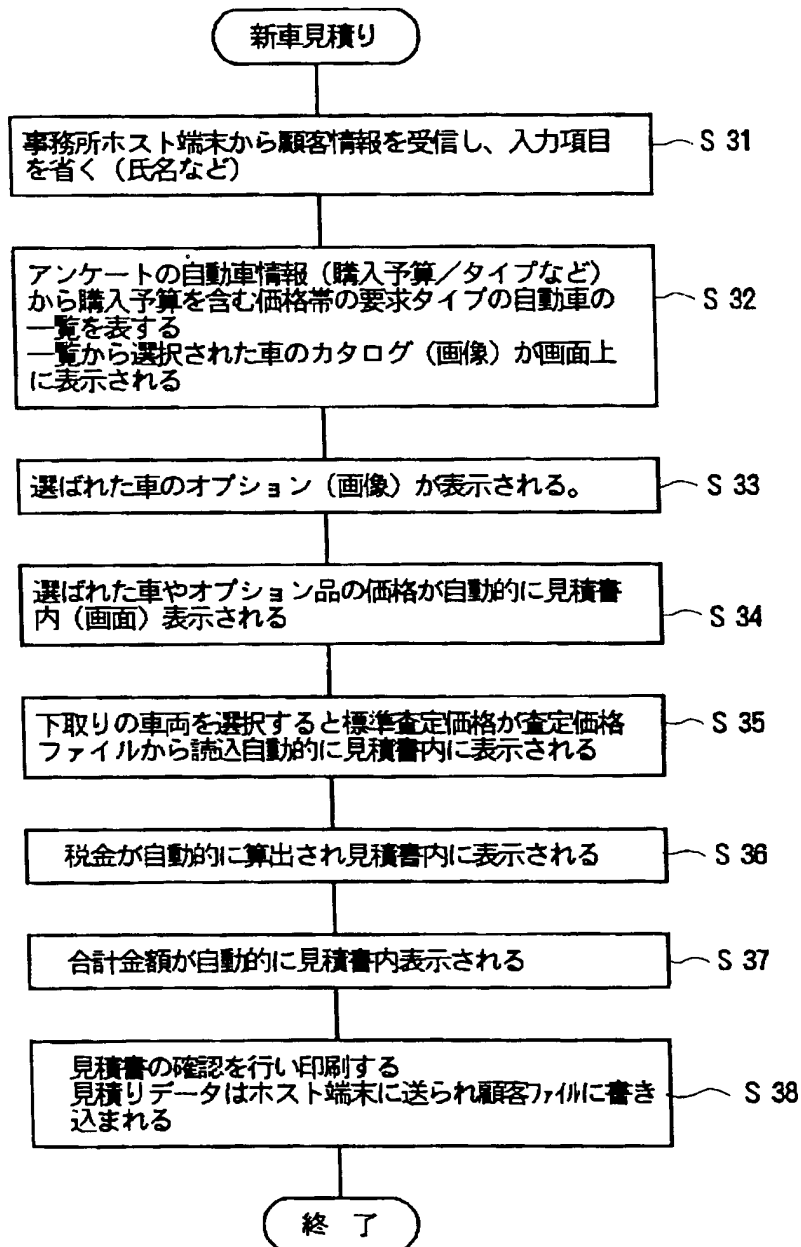 新車見積り
事務所ホスト端末から顧客情報を受信し、入力項目
を省く（氏名など）
S 31
アンケートの自動車情報（購入予算／タイプなど）
から購入予算を含む価格帯の要求タイプの自動車の
一覧を表する
一覧から選択された車のカタログ（画像）が画面上
に表示される
S 32
選ばれた車のオプション（画像）が表示される。
S 33
選ばれた車やオプション品の価格が自動的に見積書
内（画面）表示される
S 34
下取りの車両を選択すると標準査定価格が査定価格
ファイルから読込自動的に見積書内に表示される
S 35
税金が自動的に算出され見積書内に表示される
S 36
合計金額が自動的に見積書内表示される
S 37
見積書の確認を行い印刷する
見積りデータはホスト端末に送られ顧客ファイルに書き
込まれる
S 38
終 了